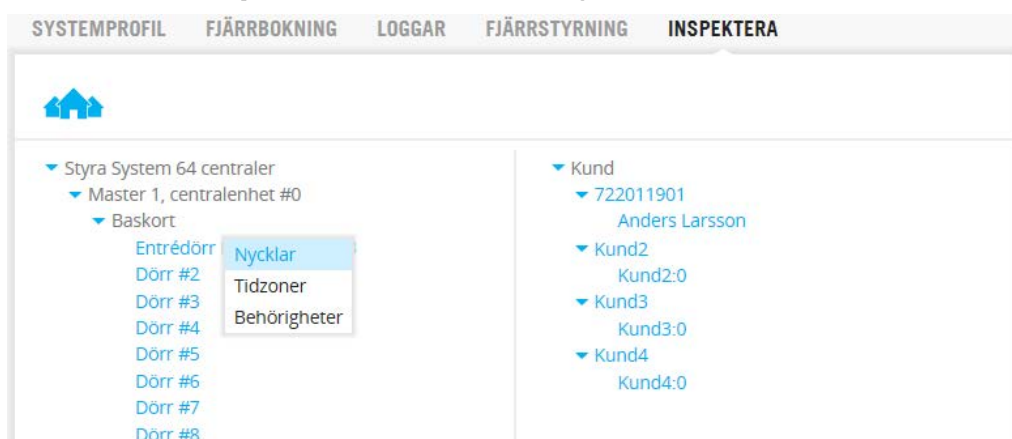 SYSTEMPROFIL FJÄRRBOKNING LOGGAR FJÄRRSTYRNING INSPEKTERA
Styra System 64 centraler
Master 1, centralenhet #0
Baskort
Entrédörr
Dörr #2
Dörr #3
Dörr #4
Dörr #5
Dörr #6
Dörr #7
Dörr #8
Nycklar
Tidzoner
Behörigheter
Kund
722011901
Anders Larsson
Kund2
Kund2:0
Kund3
Kund3:0
Kund4
Kund4:0